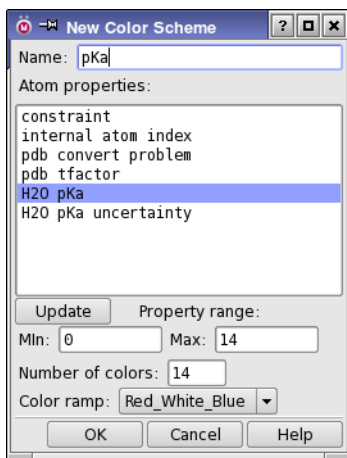 New Color Scheme ?
Name: pKa
Atom properties:
constraint
internal atom index
pdb convert problem
pdb tfactor
H2O pKa
H2O pKa uncertainty
Update Property range:
Min: 0 Max: 14
Number of colors: 14
Color ramp: Red_White_Blue
OK Cancel Help